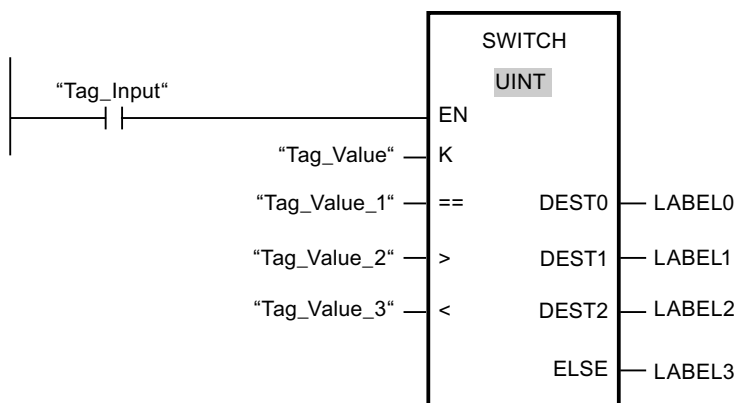 SWITCH
UINT
“Tag_Input“
EN
“Tag_Value“ K
“Tag_Value_1“ == DEST0 LABEL0
“Tag_Value_2“ > DEST1 LABEL1
“Tag_Value_3“ < DEST2 LABEL2
ELSE LABEL3